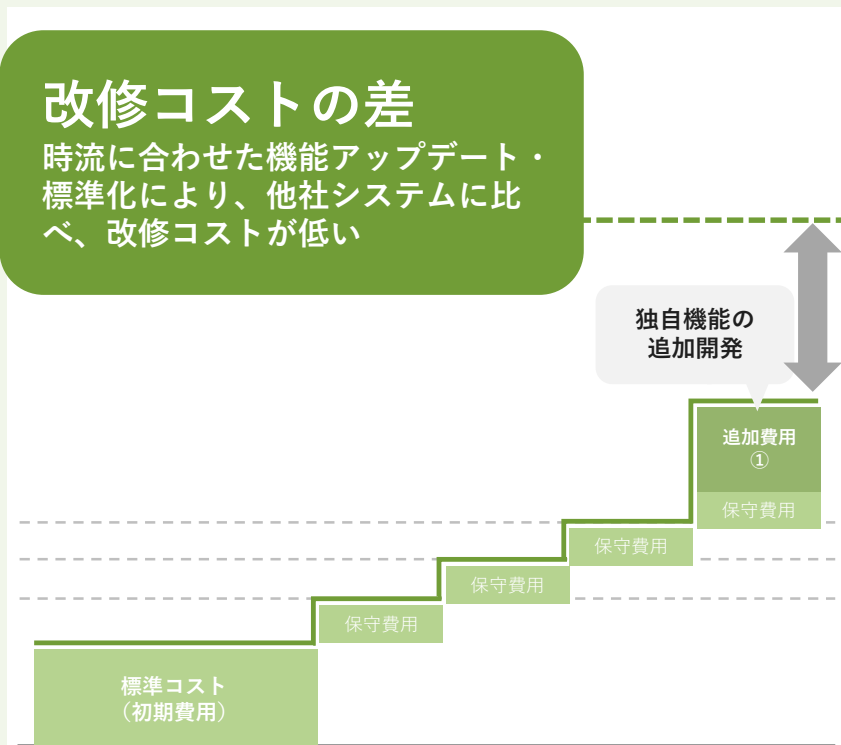 改修コストの差
時流に合わせた機能アップデート・
標準化により、他社システムに比
べ、改修コストが低い
独自機能の
追加開発
追加費用
①
保守費用
保守費用
保守費用
保守費用
標準コスト
（初期費用）